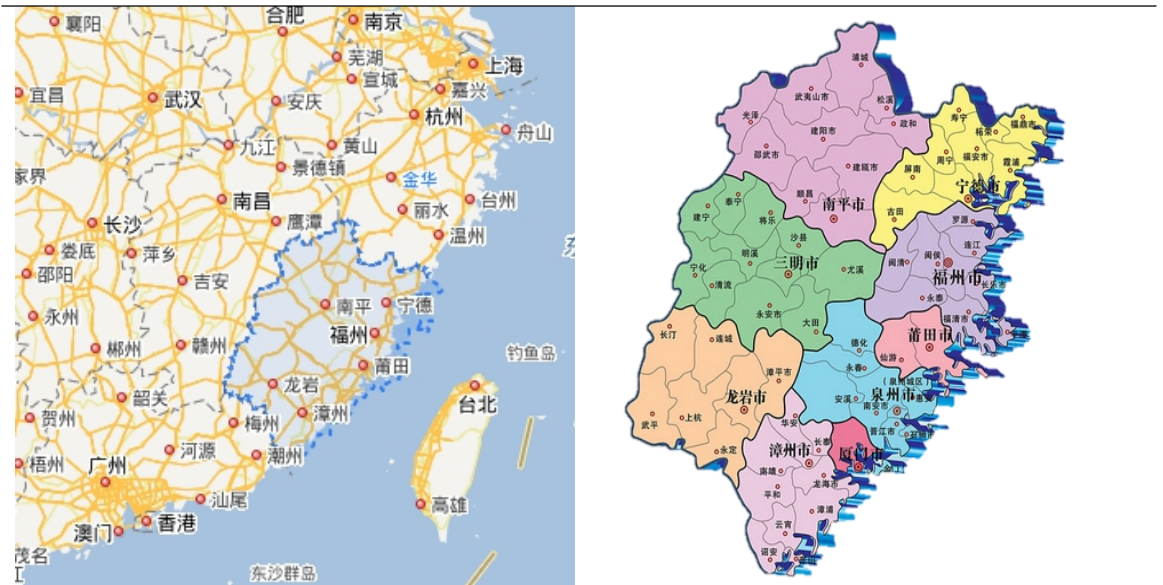 襄阳
合肥
南京
芜湖
上海
宣城
宜昌
武汉
安庆
嘉兴
杭州
舟山
九江
黄山
景德镇
家界
金华
南昌
台州
丽水
鹰潭
长沙
温州
娄底
萍乡
邵阳
吉安
南平
宁德
永州
福州
郴州
赣州
钓鱼岛
莆田
龙岩
韶关
台北
漳州
贺州
梅州
河源
潮州
梧州
广州
汕尾
高雄
香港
澳门
茂名
东沙群岛
浦城
武夷山市
松溪
光泽
建阳市
政和
邵武市
建瓯市
顺昌
南平市
寿宁
柘荣
福鼎市
周宁
福安市
霞浦
屏南
宁德市
古田
泰宁
建宁
将乐
沙县
明溪
三明市
尤溪
宁化
清流
永安市
大田
罗源
连江
闽侯
闽清
福州市
长乐市
永泰
福清市
莆田市
仙游
长汀
连城
漳平市
龙岩市
武平
上杭
永定
德化
永春
(泉州城区)
安溪
泉州市
南安市
晋江市
华安
长泰
漳州市
厦门市
南靖
龙海市
平和
漳浦
云霄
诏安